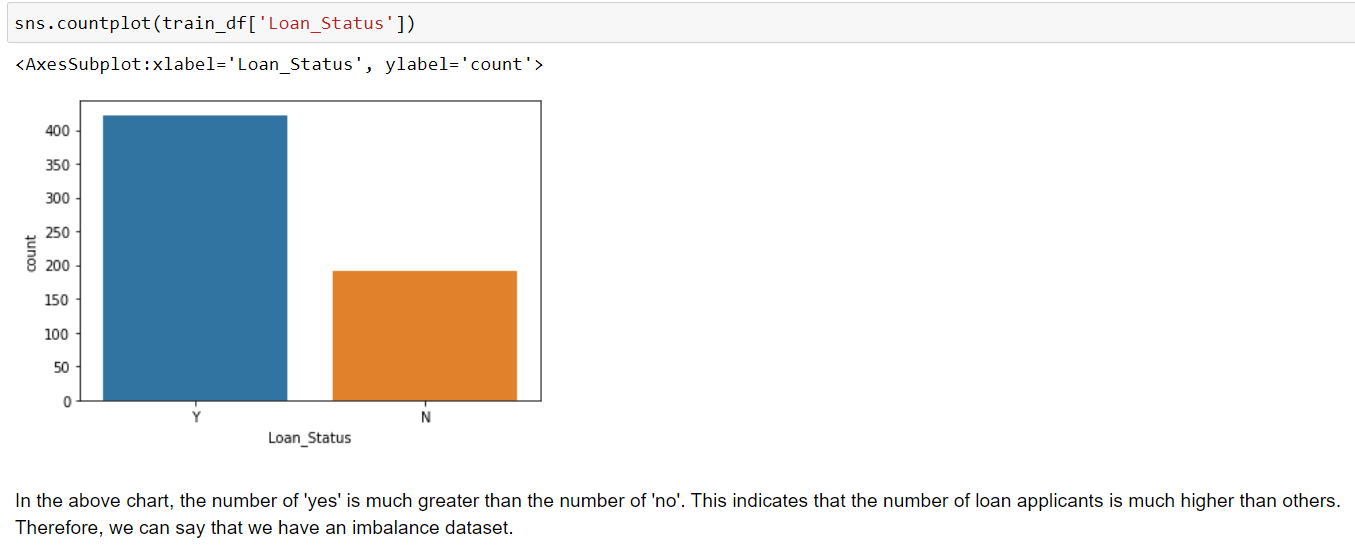 sns.countplot(train_df['Loan_Status'])
<AxesSubplot:xlabel='Loan_Status', ylabel='count'>
400
350
300
250
200
150
100
50
0
count
Y N
Loan_Status
In the above chart, the number of 'yes' is much greater than the number of 'no'. This indicates that the number of loan applicants is much higher than others.
Therefore, we can say that we have an imbalance dataset.